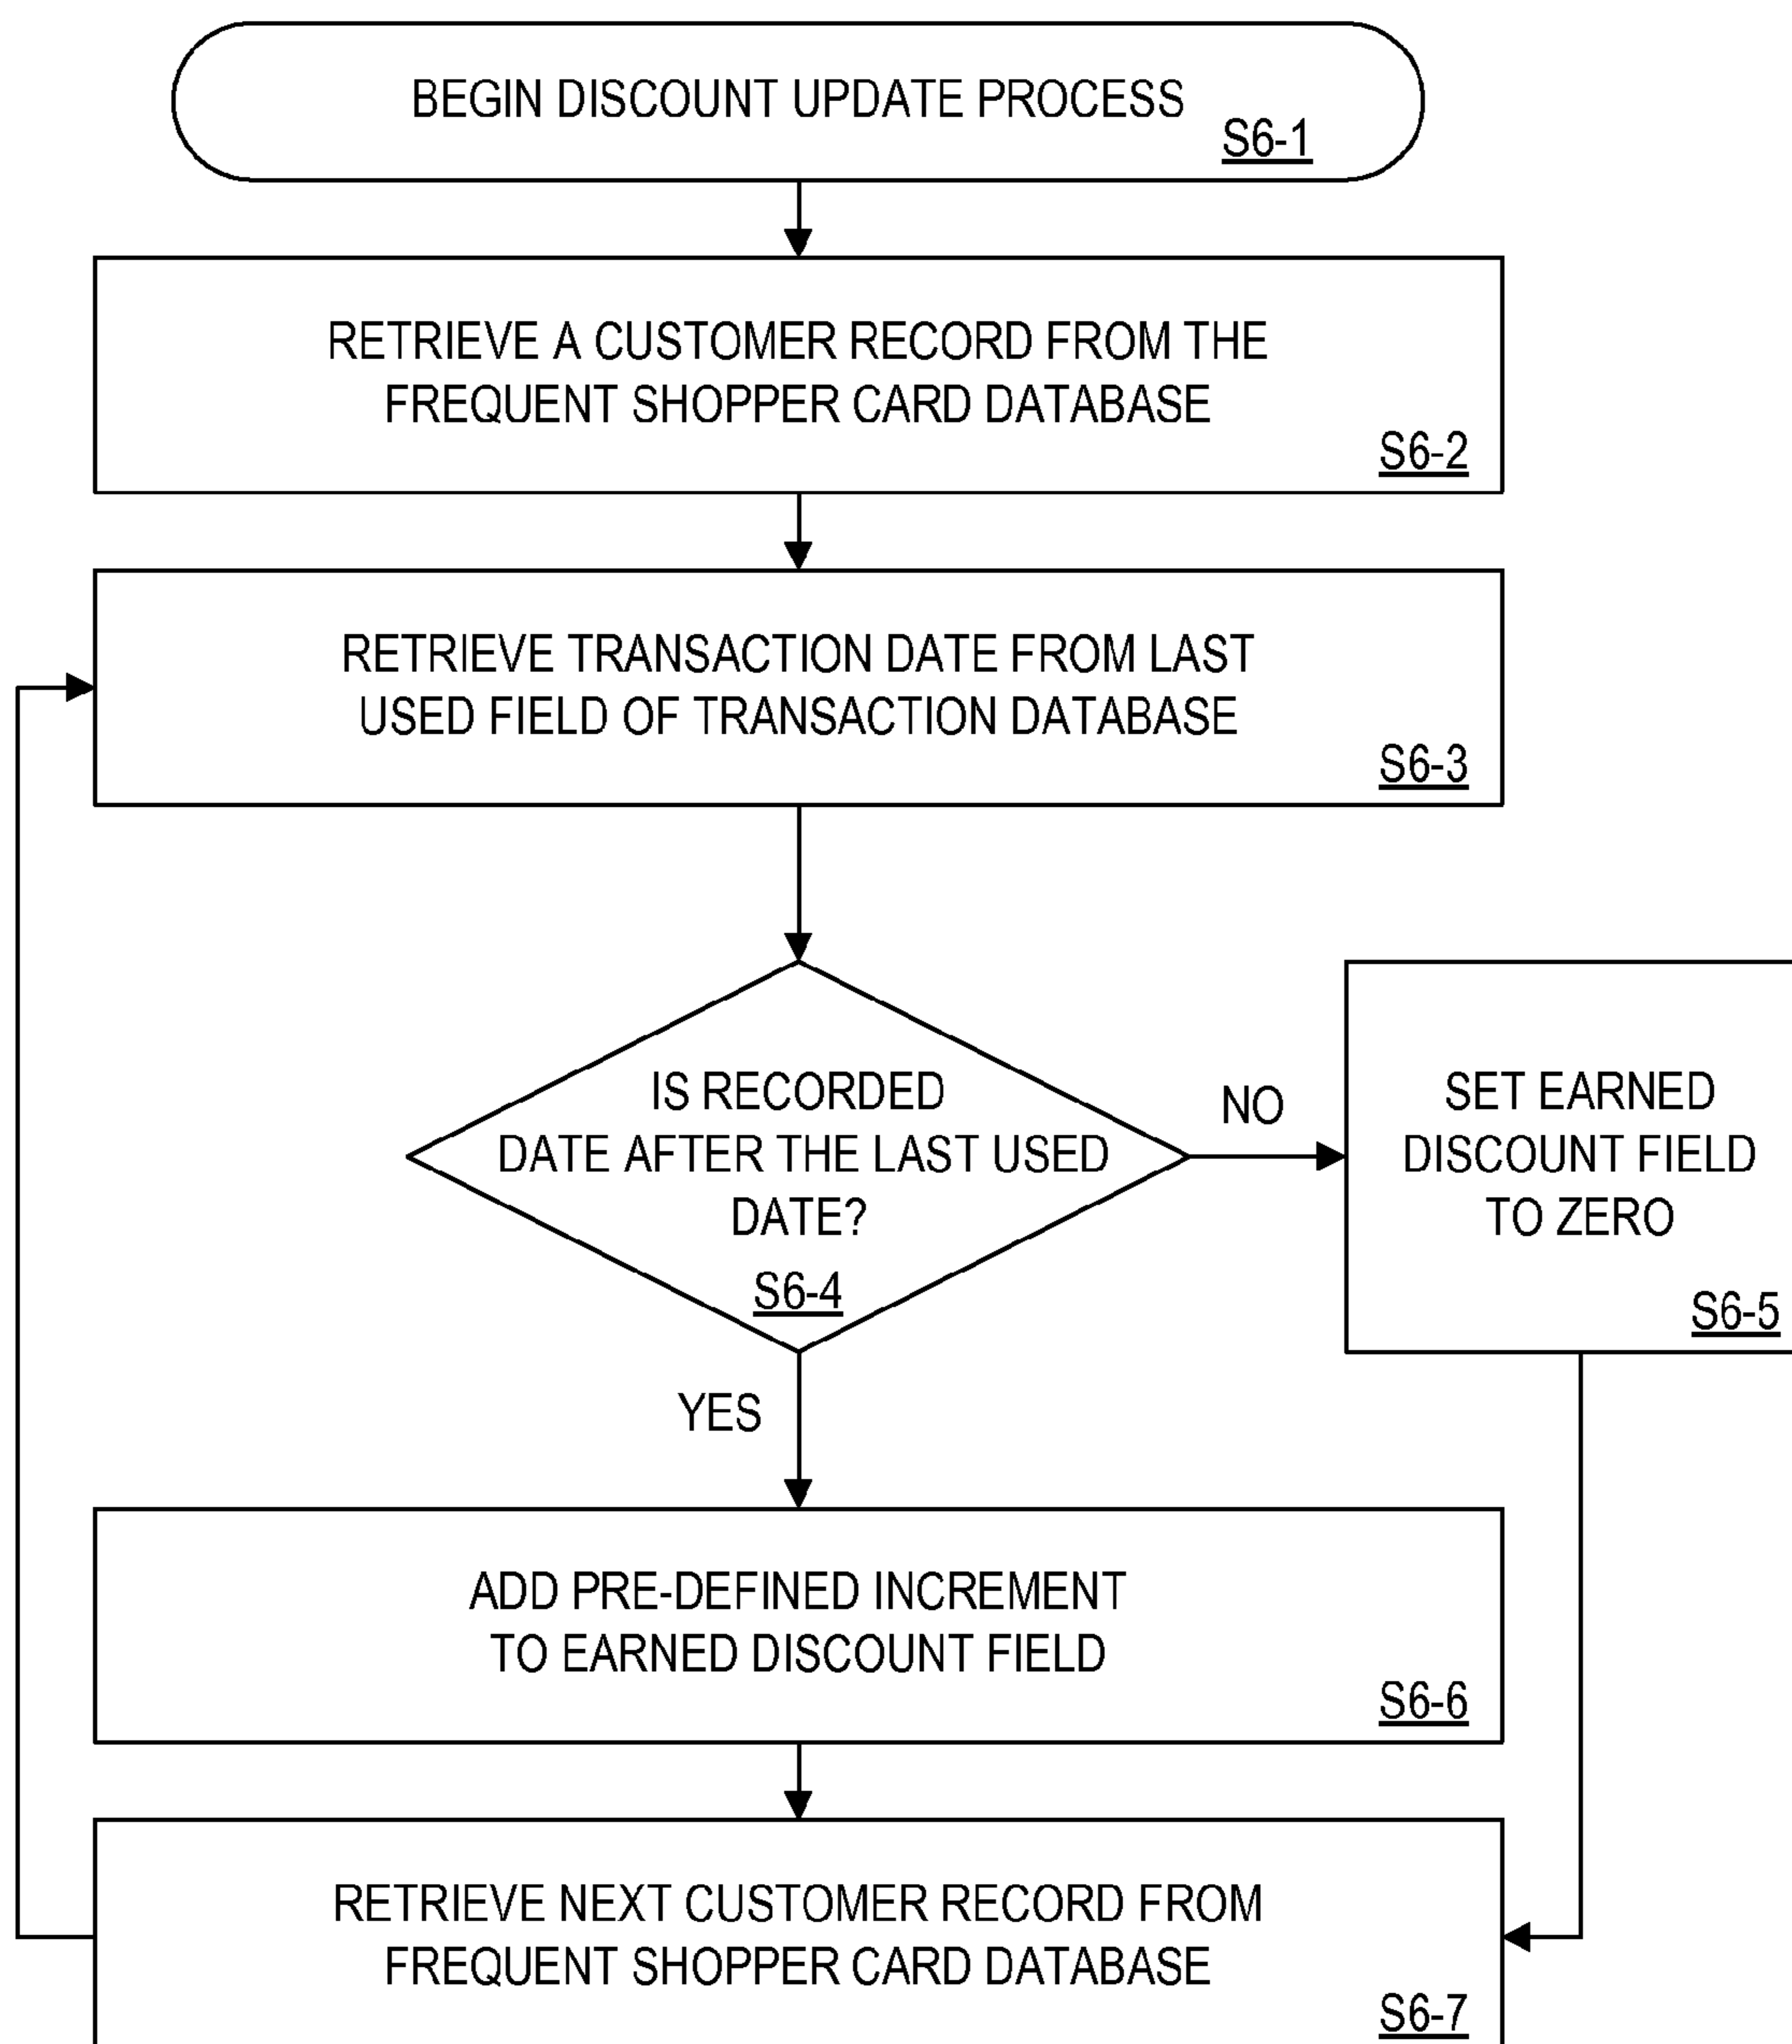 BEGIN DISCOUNT UPDATE PROCESS
S6-1
RETRIEVE A CUSTOMER RECORD FROM THE
FREQUENT SHOPPER CARD DATABASE
S6-2
RETRIEVE TRANSACTION DATE FROM LAST
USED FIELD OF TRANSACTION DATABASE
S6-3
IS RECORDED
DATE AFTER THE LAST USED
DATE?
S6-4
NO
SET EARNED
DISCOUNT FIELD
TO ZERO
S6-5
YES
ADD PRE-DEFINED INCREMENT
TO EARNED DISCOUNT FIELD
S6-6
RETRIEVE NEXT CUSTOMER RECORD FROM
FREQUENT SHOPPER CARD DATABASE
S6-7